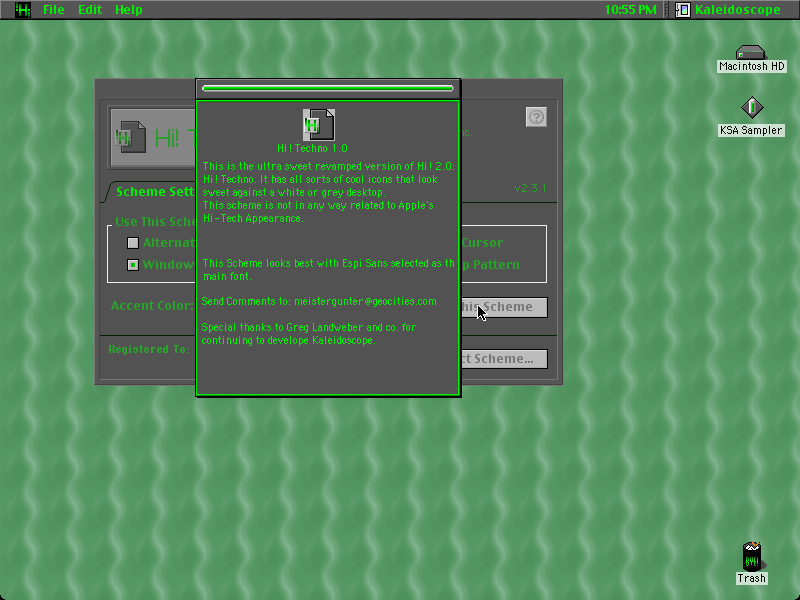 File Edit Help
10:55 PM
Kaleidoscope
Macintosh HD
KSA Sampler
Hi! T
nc.
v2.3.1
Scheme Sett
Use This Sche
Alternat
Cursor
Window
p Pattern
Accent Color:
his Scheme
Registered To:
ct Scheme...
Hi! Techno 1.0
This is the ultra sweet revamped version of Hi! 2.0:
Hi! Techno. It has all sorts of cool icons that look
sweet against a white or grey desktop.
This scheme is not in any way related to Apple's
Hi-Tech Appearance.
This Scheme looks best with Espi Sans selected as th
main font.
Send Comments to: meistergunter@geocities.com
Special thanks to Greg Landweber and co. for
continuing to develope Kaleidoscope.
BYE!
Trash